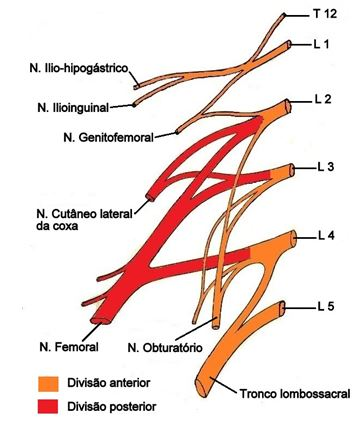 T 12
L 1
N. Ilio-hipogástrico
N. Ilioinguinal
L 2
N. Genitofemoral
L 3
N. Cutâneo lateral
da coxa
L 4
L 5
N. Femoral
N. Obturatório
Divisão anterior
Tronco lombossacral
Divisão posterior